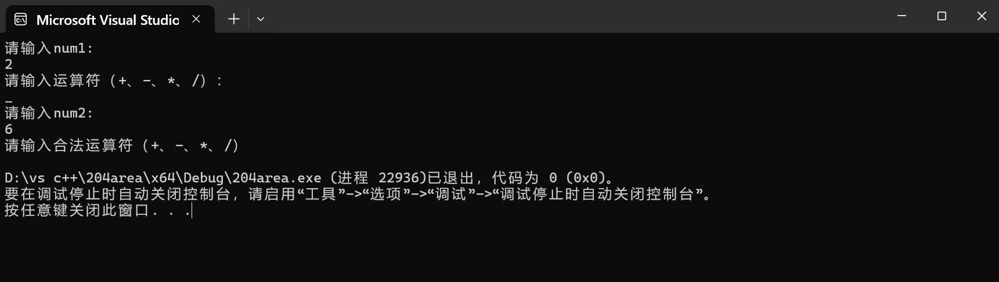 Microsoft Visual Studio
请输入num1:
2
请输入运算符（+、-、*、/）：
_
请输入num2:
6
请输入合法运算符（+、-、*、/）
D:\vs c++\204area\x64\Debug\204area.exe (进程 22936)已退出，代码为 0 (0x0)。
要在调试停止时自动关闭控制台，请启用“工具”->“选项”->“调试”->“调试停止时自动关闭控制台”。
按任意键关闭此窗口. . .